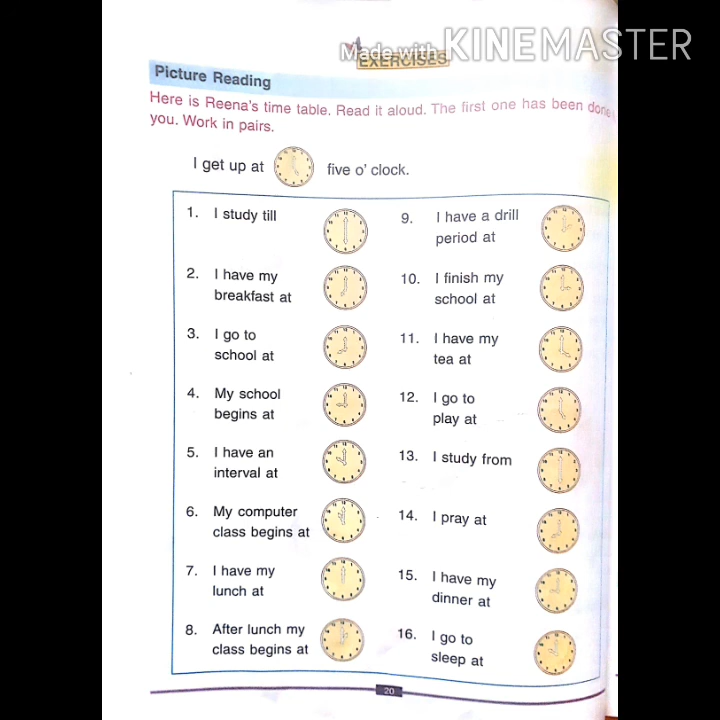 Made with KINEMASTER
EXERCISES
Picture Reading
Here is Reena's time table. Read it aloud. The first one has been done
you. Work in pairs.
I get up at five o' clock.
1. I study till
2. I have my
breakfast at
3. I go to
school at
4. My school
begins at
5. I have an
interval at
6. My computer
class begins at
7. I have my
lunch at
8. After lunch my
class begins at
9. I have a drill
period at
10. I finish my
school at
11. I have my
tea at
12. I go to
play at
13. I study from
14. I pray at
15. I have my
dinner at
16. I go to
sleep at
20